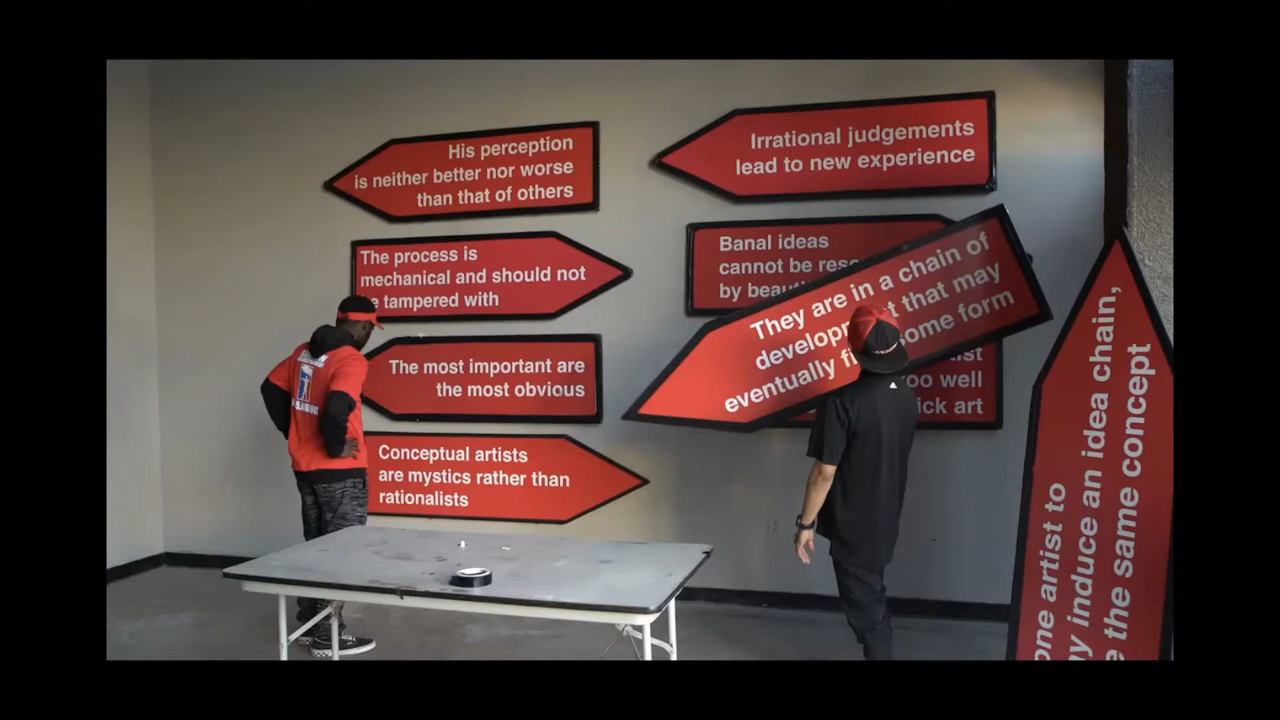 His perception
is neither better nor worse
than that of others
The process is
mechanical and should not
tampered with
The most important are
the most obvious
Conceptual artists
are mystics rather than
rationalists
Irrational judgements
lead to new experience
Banal ideas
cannot be
by
They are in a chain of
that may
eventually some form
too well
art
one artist to
induce an idea chain,
the same concept